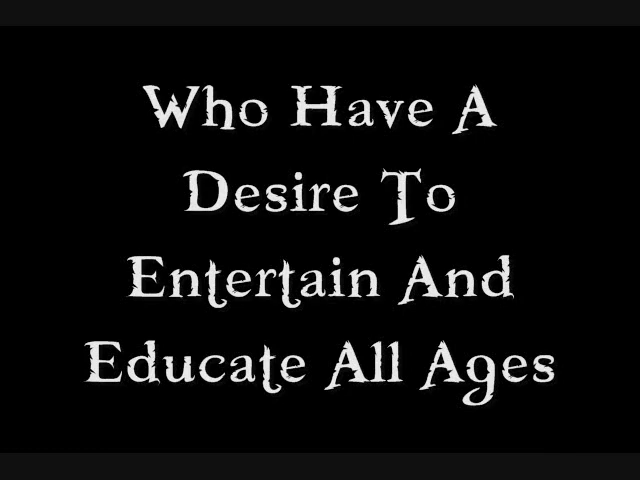 Who Have A
Desire To
Entertain And
Educate All Ages